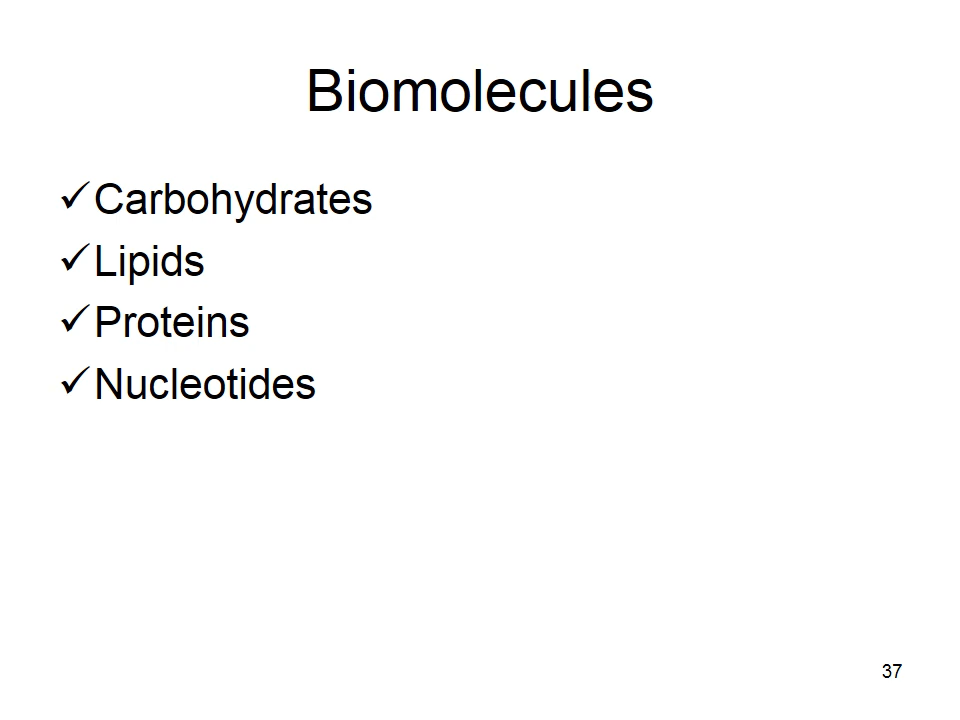 Biomolecules
✓Carbohydrates
✓Lipids
✓Proteins
✓Nucleotides
37